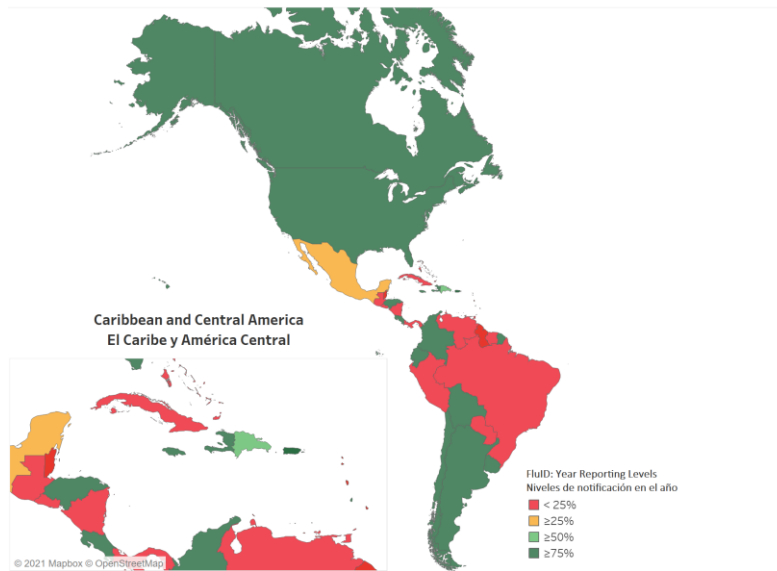 Caribbean and Central America
El Caribe y América Central
FluID: Year Reporting Levels
Niveles de notificación en el año
< 25%
≥25%
≥50%
≥75%
© 2021 Mapbox © OpenStreetMap